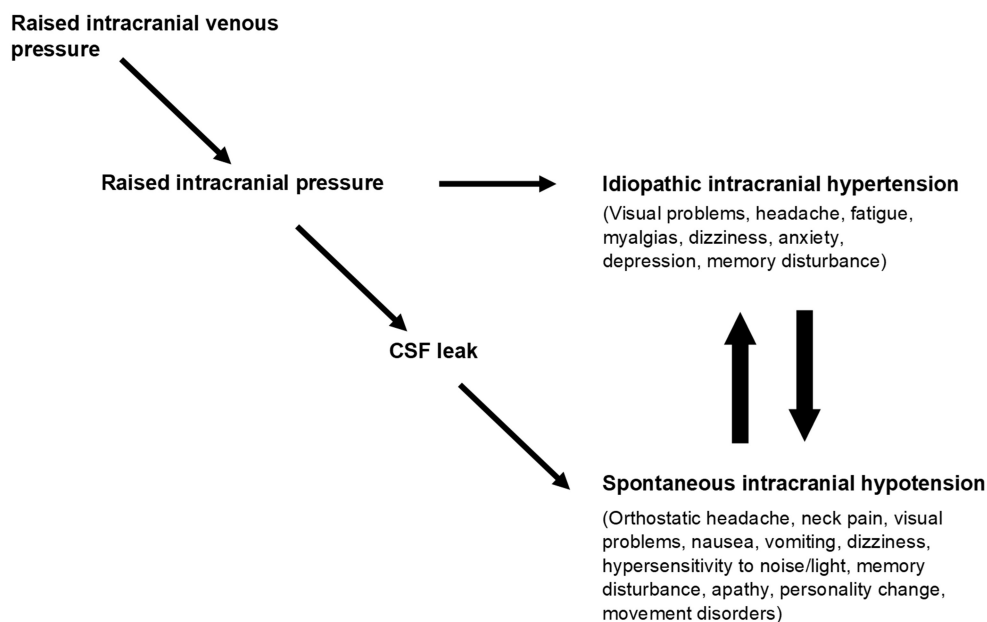 Raised intracranial venous
pressure
Raised intracranial pressure
Idiopathic intracranial hypertension
(Visual problems, headache, fatigue,
myalgias, dizziness, anxiety,
depression, memory disturbance)
CSF leak
Spontaneous intracranial hypotension
(Orthostatic headache, neck pain, visual
problems, nausea, vomiting, dizziness,
hypersensitivity to noise/light, memory
disturbance, apathy, personality change,
movement disorders)